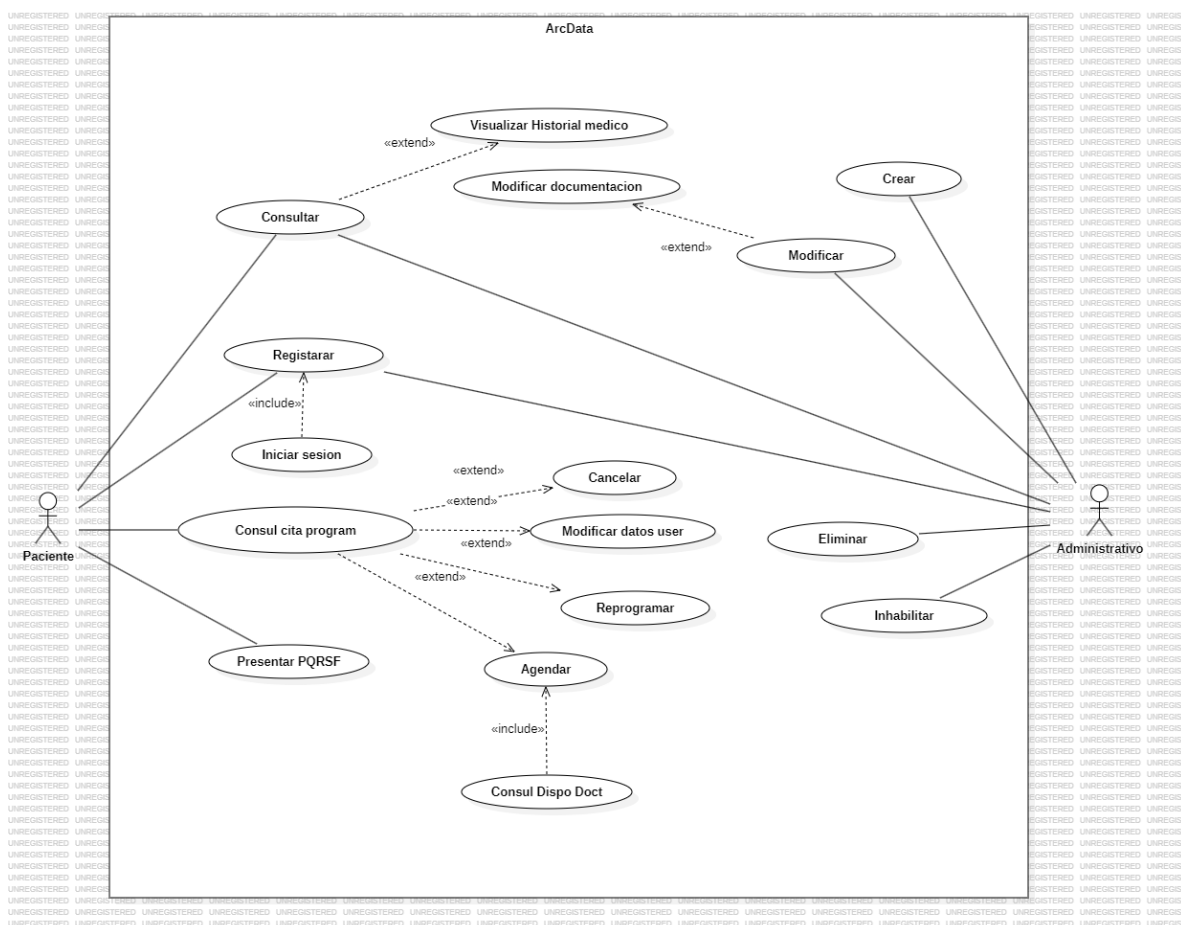 ArcData
Visualizar Historial medico
«extend»
Modificar documentacion
Crear
Consultar
«extend»
Modificar
Registarar
«include»
Iniciar sesion
«extend»
Cancelar
«extend»
Consul cita program
Modificar datos user
«extend»
Eliminar
Paciente
Administrativo
«extend»
Reprogramar
Inhabilitar
Presentar PQRSF
Agendar
«include»
Consul Dispo Doct
UNREGISTERED